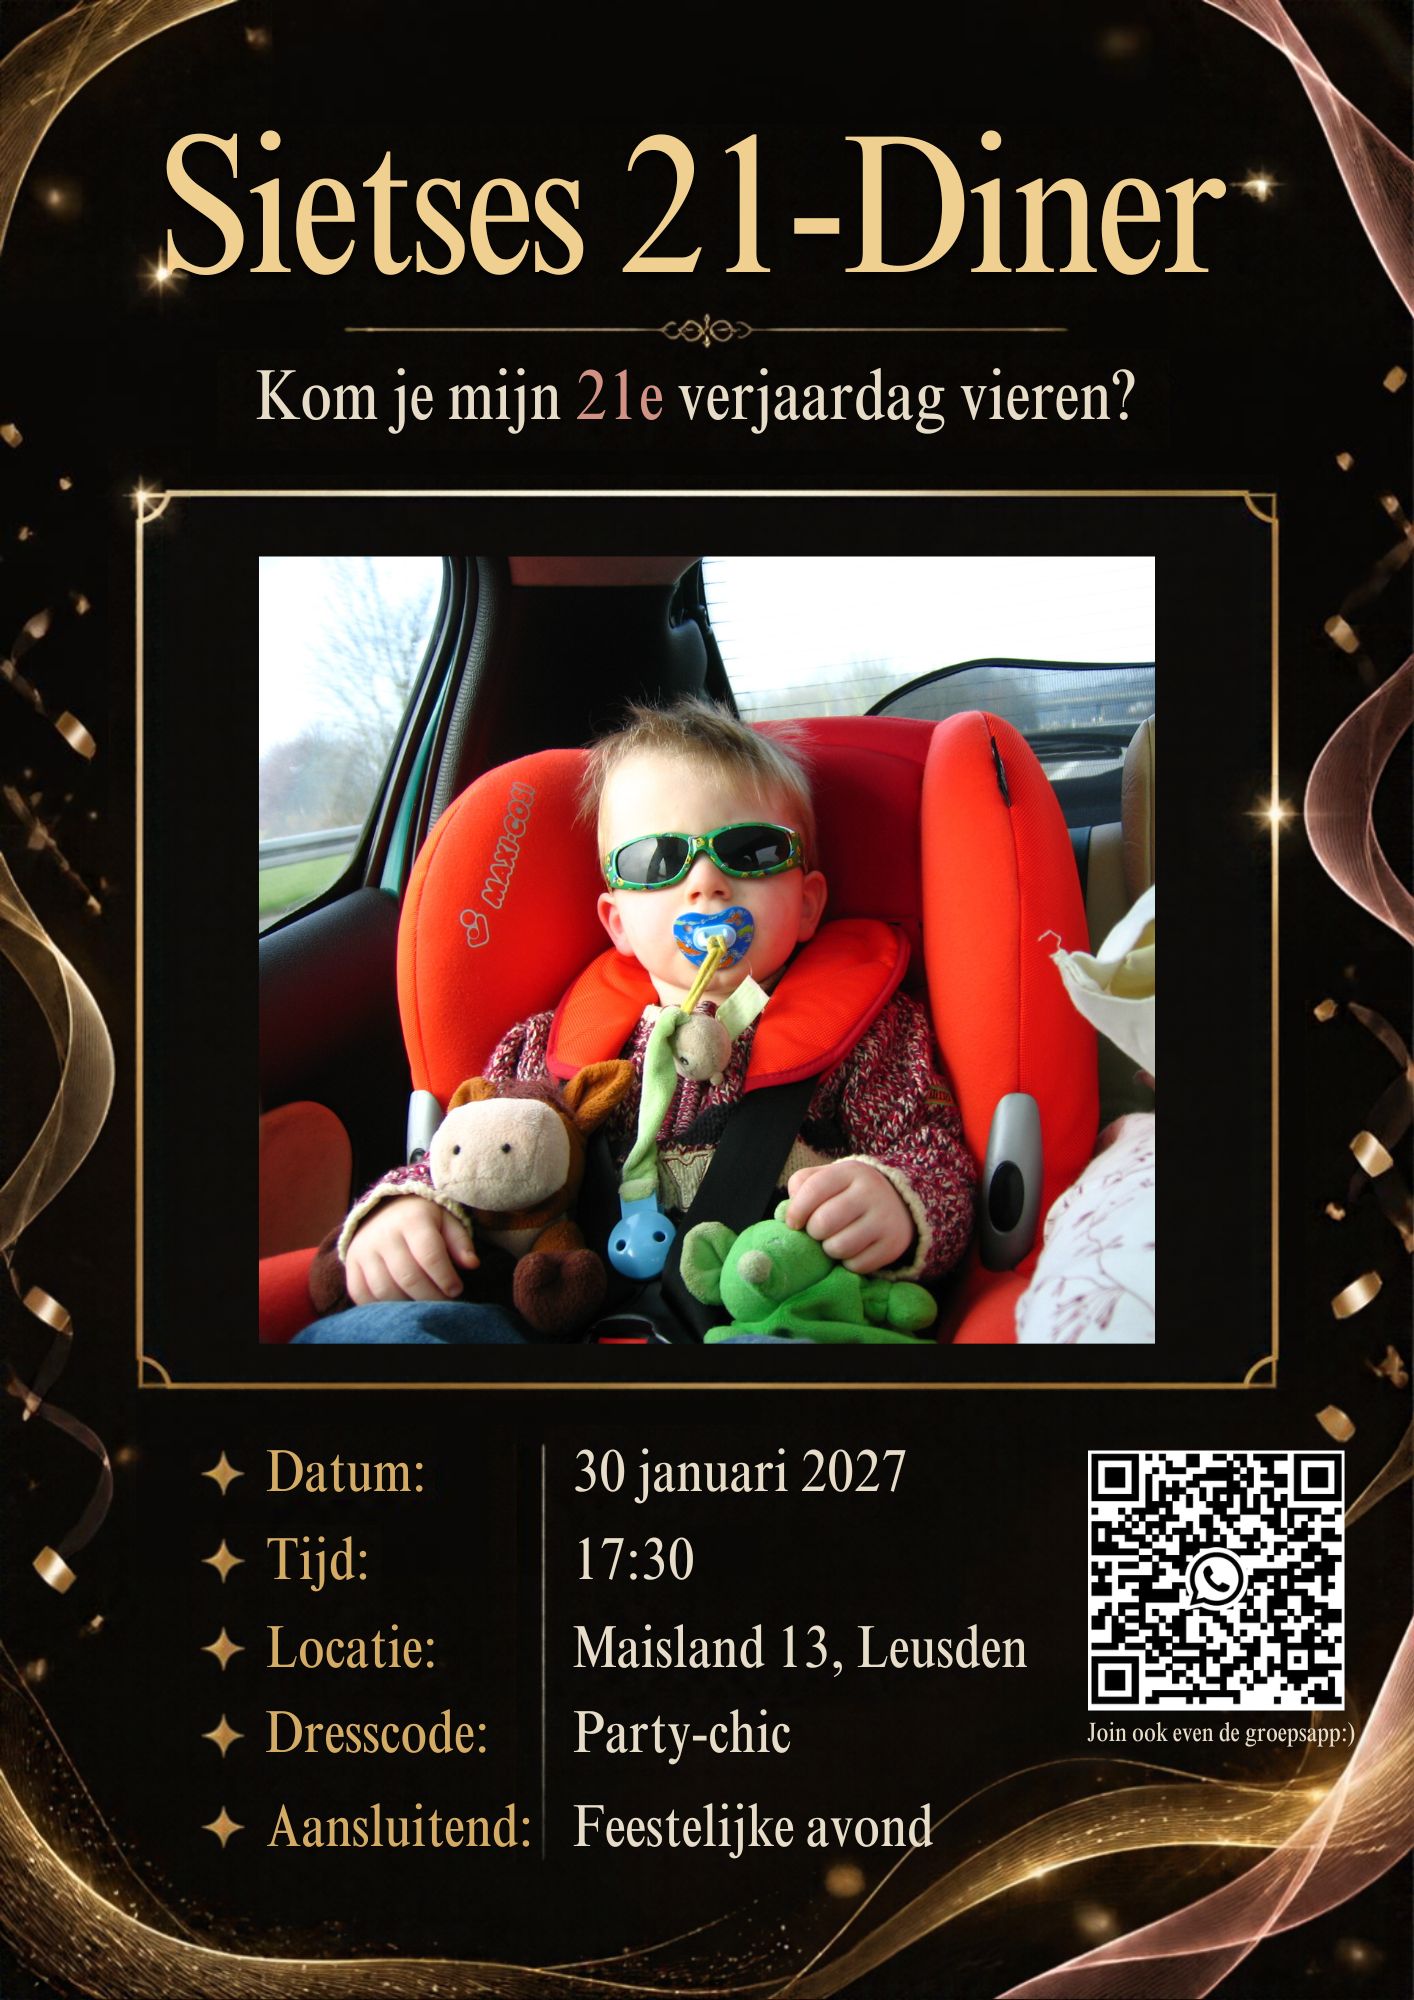 Sietses 21-Diner
Kom je mijn 21e verjaardag vieren?
MAXI-COSI
Datum: 30 januari 2027
Tijd: 17:30
Locatie: Maisland 13, Leusden
Dresscode: Party-chic
Aansluitend: Feestelijke avond
Join ook even de groepsapp:)